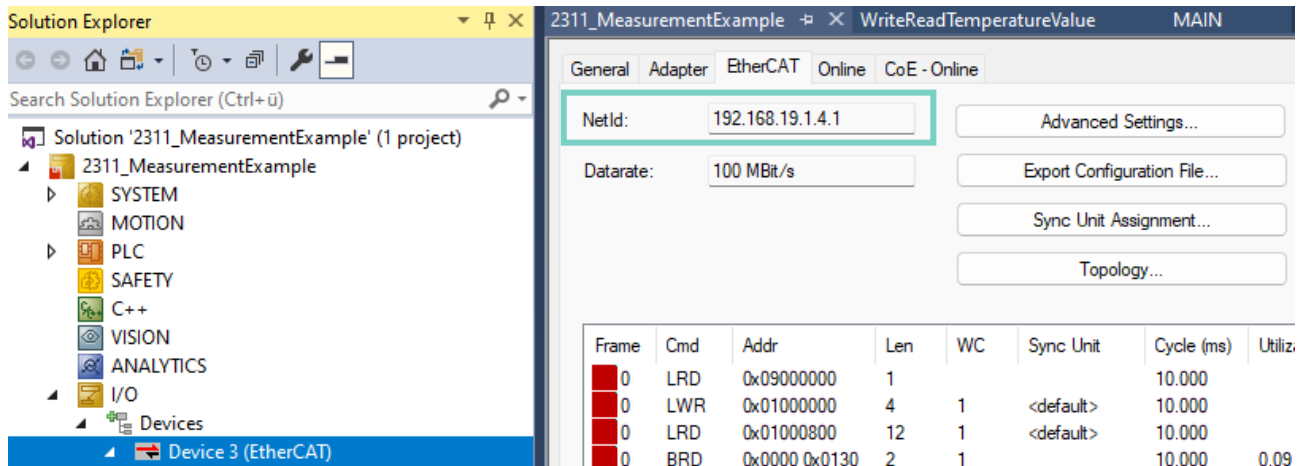 Solution Explorer
Search Solution Explorer (Ctrl+ü)
Solution '2311_MeasurementExample' (1 project)
2311_MeasurementExample
SYSTEM
MOTION
PLC
SAFETY
C++
VISION
ANALYTICS
I/O
Devices
Device 3 (EtherCAT)
2311_MeasurementExample WriteReadTemperatureValue MAIN
General Adapter EtherCAT Online CoE - Online
NetId: 192.168.19.1.4.1 Advanced Settings...
Datarate: 100 MBit/s Export Configuration File...
Sync Unit Assignment...
Topology...
Frame Cmd Addr Len WC Sync Unit Cycle (ms) Utiliz
0 LRD 0x09000000 1 10.000
0 LWR 0x01000000 4 1 <default> 10.000
0 LRD 0x01000800 12 1 <default> 10.000
0 BRD 0x0000 0x0130 2 1 10.000 0.09